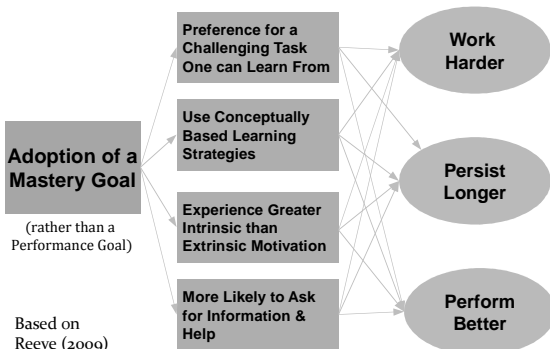 Preference for a
Challenging Task
One can Learn From
Work
Harder
Use Conceptually
Based Learning
Strategies
Adoption of a
Mastery Goal
Persist
Longer
(rather than a
Performance Goal)
Experience Greater
Intrinsic than
Extrinsic Motivation
More Likely to Ask
for Information &
Help
Perform
Better
Based on
Reeve (2009)